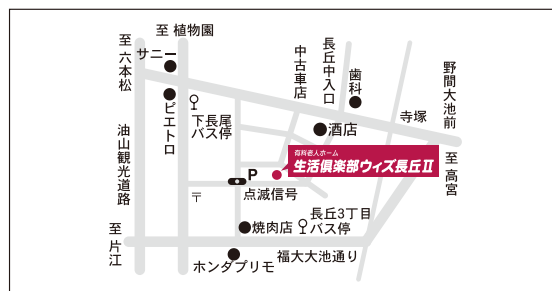 至 植物園
至 六本松
サニー
ピエトロ
下長尾
バス停
中古車店
長丘中入口
歯科
酒店
寺塚
野間大池前
至 高宮
油山観光道路
有料老人ホーム
生活倶楽部ウィズ長丘Ⅱ
P
点滅信号
〒
焼肉店
長丘3丁目
バス停
至 片江
ホンダプリモ
福大大池通り